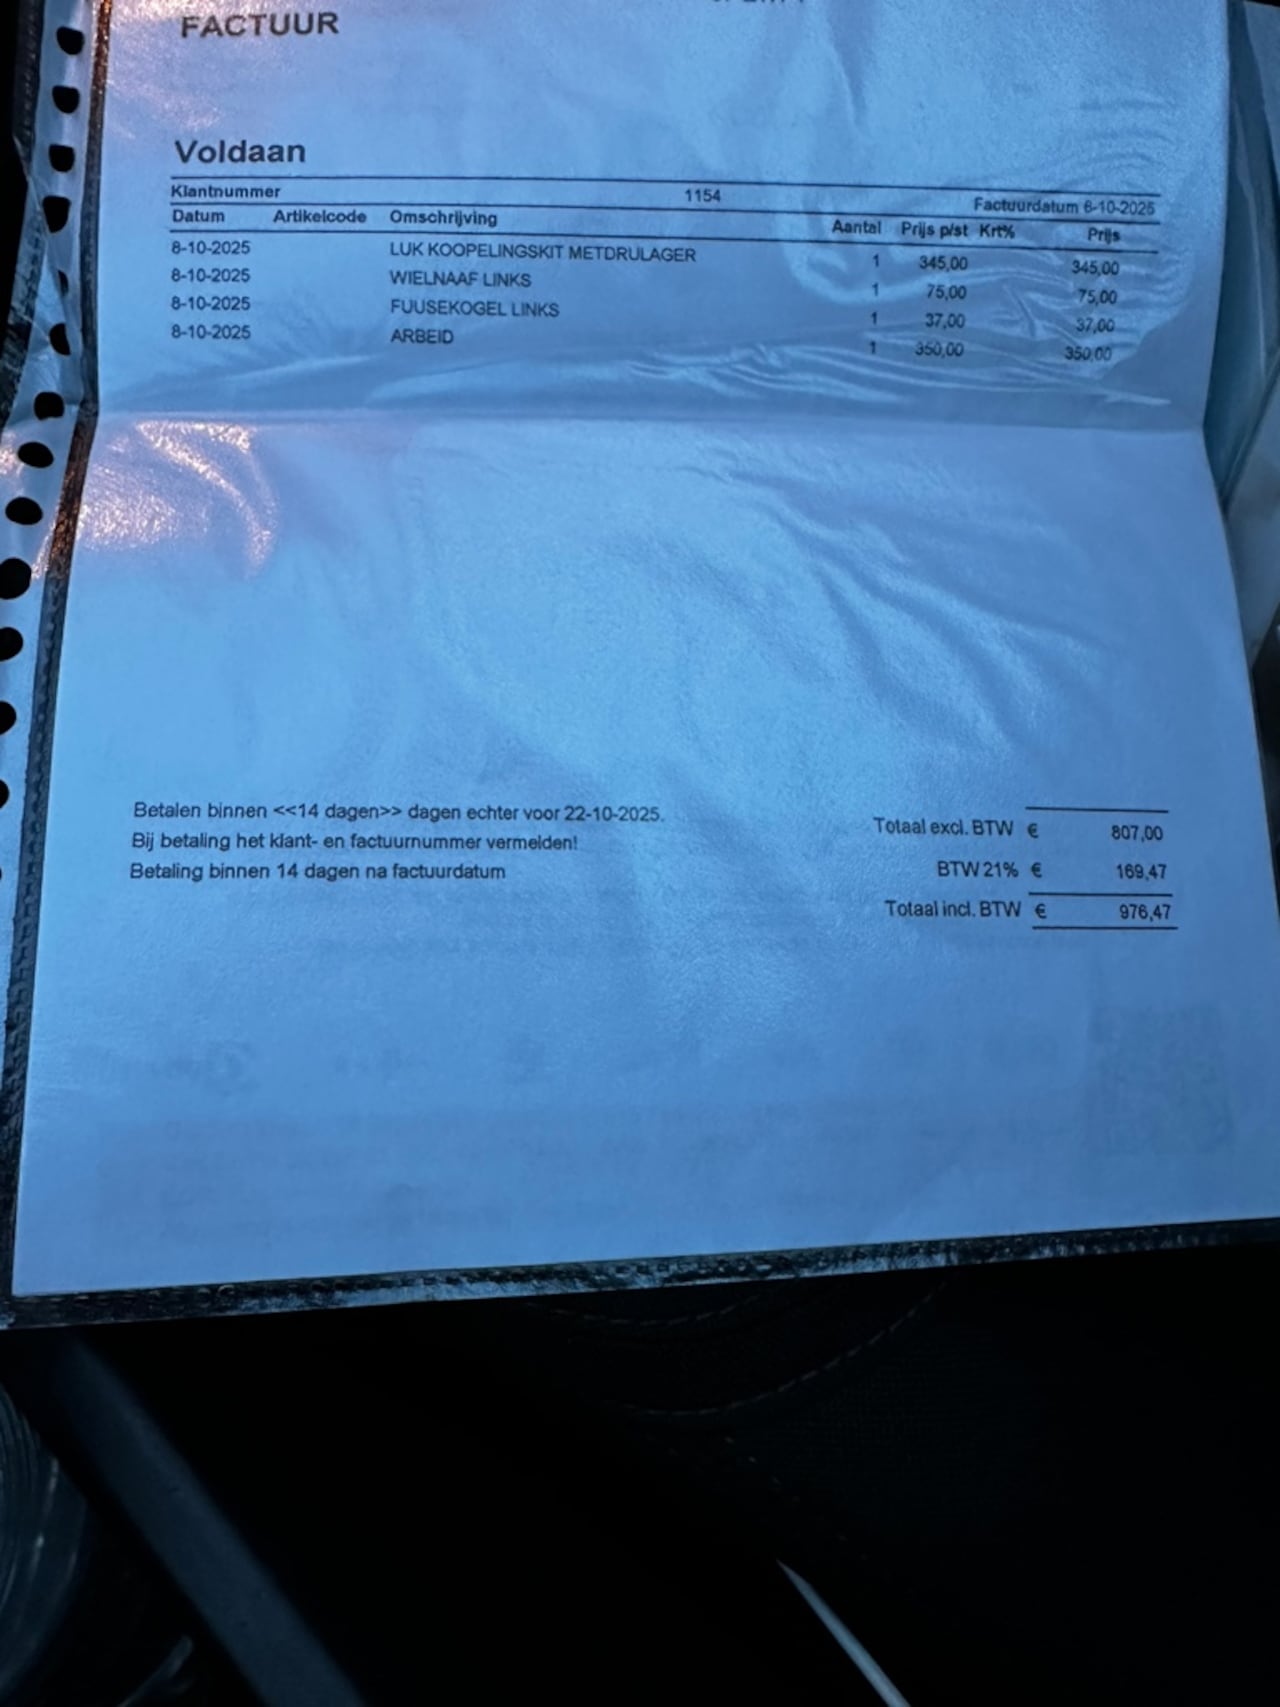 FACTUUR
Voldaan
Klantnummer 1154 Factuurdatum 8-10-2025
Datum Artikelcode Omschrijving Aantal Prijs p/st Krt% Prijs
8-10-2025 LUK KOOPELINGSKIT METDRULAGER 1 345,00 345,00
8-10-2025 WIELNAAF LINKS 1 75,00 75,00
8-10-2025 FUUSEKOGEL LINKS 1 37,00 37,00
8-10-2025 ARBEID 1 350,00 350,00
Betalen binnen <<14 dagen>> dagen echter voor 22-10-2025.
Bij betaling het klant- en factuurnummer vermelden!
Betaling binnen 14 dagen na factuurdatum
Totaal excl. BTW € 807,00
BTW 21% € 169,47
Totaal incl. BTW € 976,47